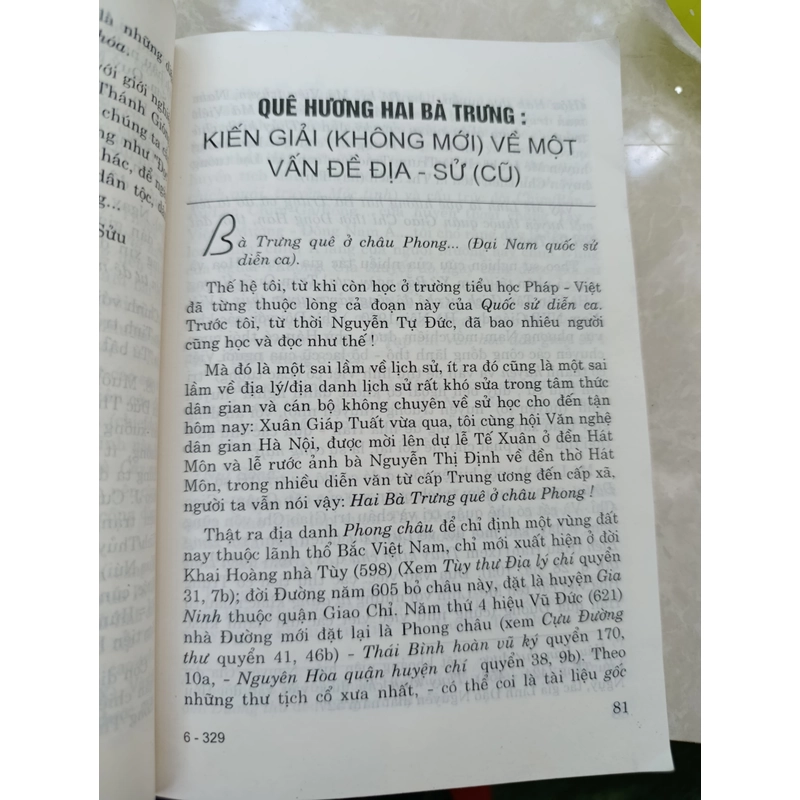 là những
hóa.
với giới
Thánh
chúng ta
như
hác, để
dân tộc,
Sửu
QUÊ HƯƠNG HAI BÀ TRƯNG :
KIẾN GIẢI (KHÔNG MỚI) VỀ MỘT
VẤN ĐỀ ĐỊA - SỬ (CŨ)
Bà Trưng quê ở châu Phong... (Đại Nam quốc sử
diễn ca).
Thế hệ tôi, từ khi còn học ở trường tiểu học Pháp - Việt
đã từng thuộc lòng cả đoạn này của Quốc sử diễn ca.
Trước tôi, từ thời Nguyễn Tự Đức, đã bao nhiêu người
cũng học và đọc như thế !
Mà đó là một sai lầm về lịch sử, ít ra đó cũng là một sai
lầm về địa lý/địa danh lịch sử rất khó sửa trong tâm thức
dân gian và cán bộ không chuyên về sử học cho đến tận
hôm nay: Xuân Giáp Tuất vừa qua, tôi cùng hội Văn nghệ
dân gian Hà Nội, được mời lên dự lễ Tế Xuân ở đền Hát
Môn và lễ rước ảnh bà Nguyễn Thị Định về đền thờ Hát
Môn, trong nhiều diễn văn từ cấp Trung ương đến cấp xã,
người ta vẫn nói vậy: Hai Bà Trưng quê ở châu Phong !
Thật ra địa danh Phong châu để chỉ định một vùng đất
nay thuộc lãnh thổ Bắc Việt Nam, chỉ mới xuất hiện ở đời
Khai Hoàng nhà Tùy (598) (Xem Tùy thư Địa lý chí quyển
31, 7b); đời Đường năm 605 bỏ châu này, đặt là huyện Gia
Ninh thuộc quận Giao Chỉ. Năm thứ 4 hiệu Vũ Đức (621)
nhà Đường mới đặt lại là Phong châu (xem Cựu Đường
thư quyển 41, 46b) - Thái Bình hoàn vũ ký quyển 170,
10a, - Nguyên Hòa quận huyện chí quyển 38, 9b). Theo
những thư tịch cổ xưa nhất, - có thể coi là tài liệu gốc
81
6 - 329